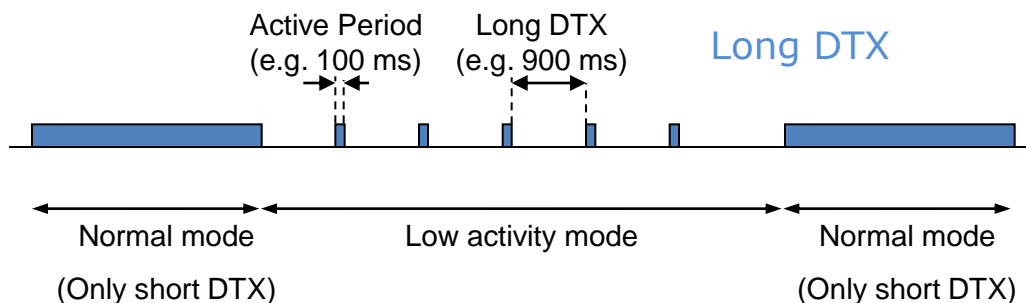 Active Period
(e.g. 100 ms)
Long DTX
(e.g. 900 ms)
Long DTX
Normal mode
(Only short DTX)
Low activity mode
Normal mode
(Only short DTX)